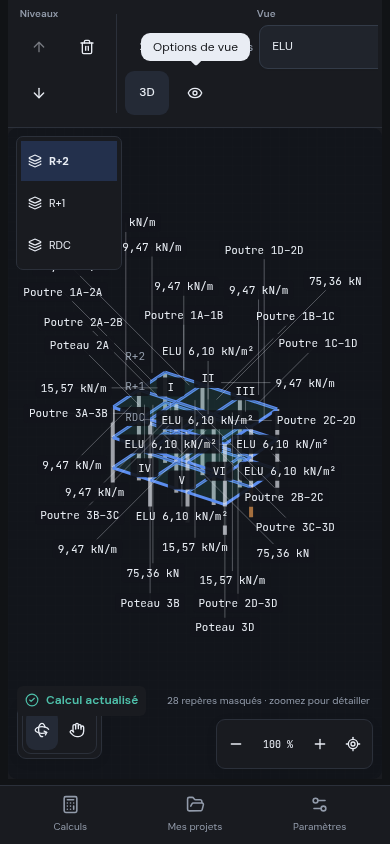 Niveaux
Vue
Options de vue
ELU
3D
R+2
R+1
RDC
kN/m
9,47 kN/m
Poutre 1D-2D
75,36 kN
9,47 kN/m
9,47 kN/m
Poutre 1A-2A
Poutre 1A-1B
Poutre 1B-1C
Poutre 2A-2B
Poteau 2A
Poutre 1C-1D
ELU 6,10 kN/m²
R+2
II
9,47 kN/m
15,57 kN/m
R+1
I
III
Poutre 3A-3B
RDC
ELU 6,10 kN/m²
Poutre 2C-2D
ELU 6,10 kN/m²
ELU 6,10 kN/m²
9,47 kN/m
IV
VI
ELU 6,10 kN/m²
V
9,47 kN/m
Poutre 2B-2C
Poutre 3B-3C
ELU 6,10 kN/m²
Poutre 3C-3D
9,47 kN/m
15,57 kN/m
75,36 kN
75,36 kN
15,57 kN/m
Poteau 3B
Poutre 2D-3D
Poteau 3D
Calcul actualisé
28 repères masqués · zoomez pour détailler
100 %
Calculs
Mes projets
Paramètres